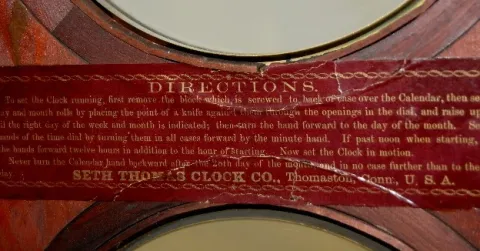 DIRECTIONS.
To set the Clock running, first remove the block which is screwed to back of case over the Calendar, then set
and month rolls by placing the point of a knife against them through the openings in the dial, and raise up
the right day of the week and month is indicated; then turn the hand forward to the day of the month. Se
hands of the time dial by turning them in all cases forward by the minute hand. If past noon when starting,
the hands forward twelve hours in addition to the hour of starting. Now set the Clock in motion.
Never turn the Calendar hand backward after the 20th day of the month and in no case further than to the
day.
SETH THOMAS CLOCK CO., Thomaston, Conn., U. S. A.